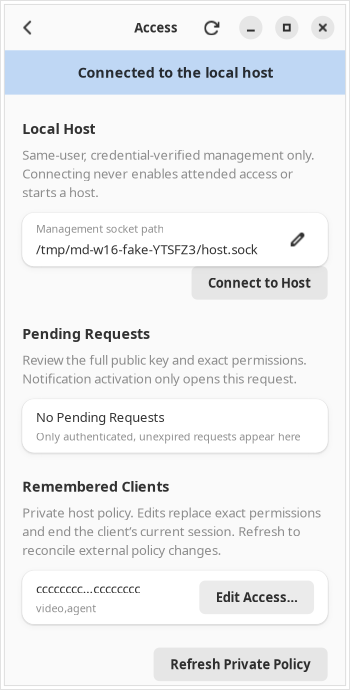 Access
Connected to the local host
Local Host
Same-user, credential-verified management only.
Connecting never enables attended access or
starts a host.
Management socket path
/tmp/md-w16-fake-YTSFZ3/host.sock
Connect to Host
Pending Requests
Review the full public key and exact permissions.
Notification activation only opens this request.
No Pending Requests
Only authenticated, unexpired requests appear here
Remembered Clients
Private host policy. Edits replace exact permissions
and end the client's current session. Refresh to
reconcile external policy changes.
cccccccc…cccccccc
video,agent
Edit Access…
Refresh Private Policy